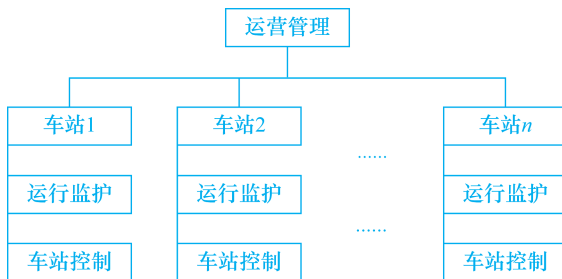 运营管理
车站1 车站2 车站n
……
运行监护 运行监护 运行监护
……
车站控制 车站控制 车站控制